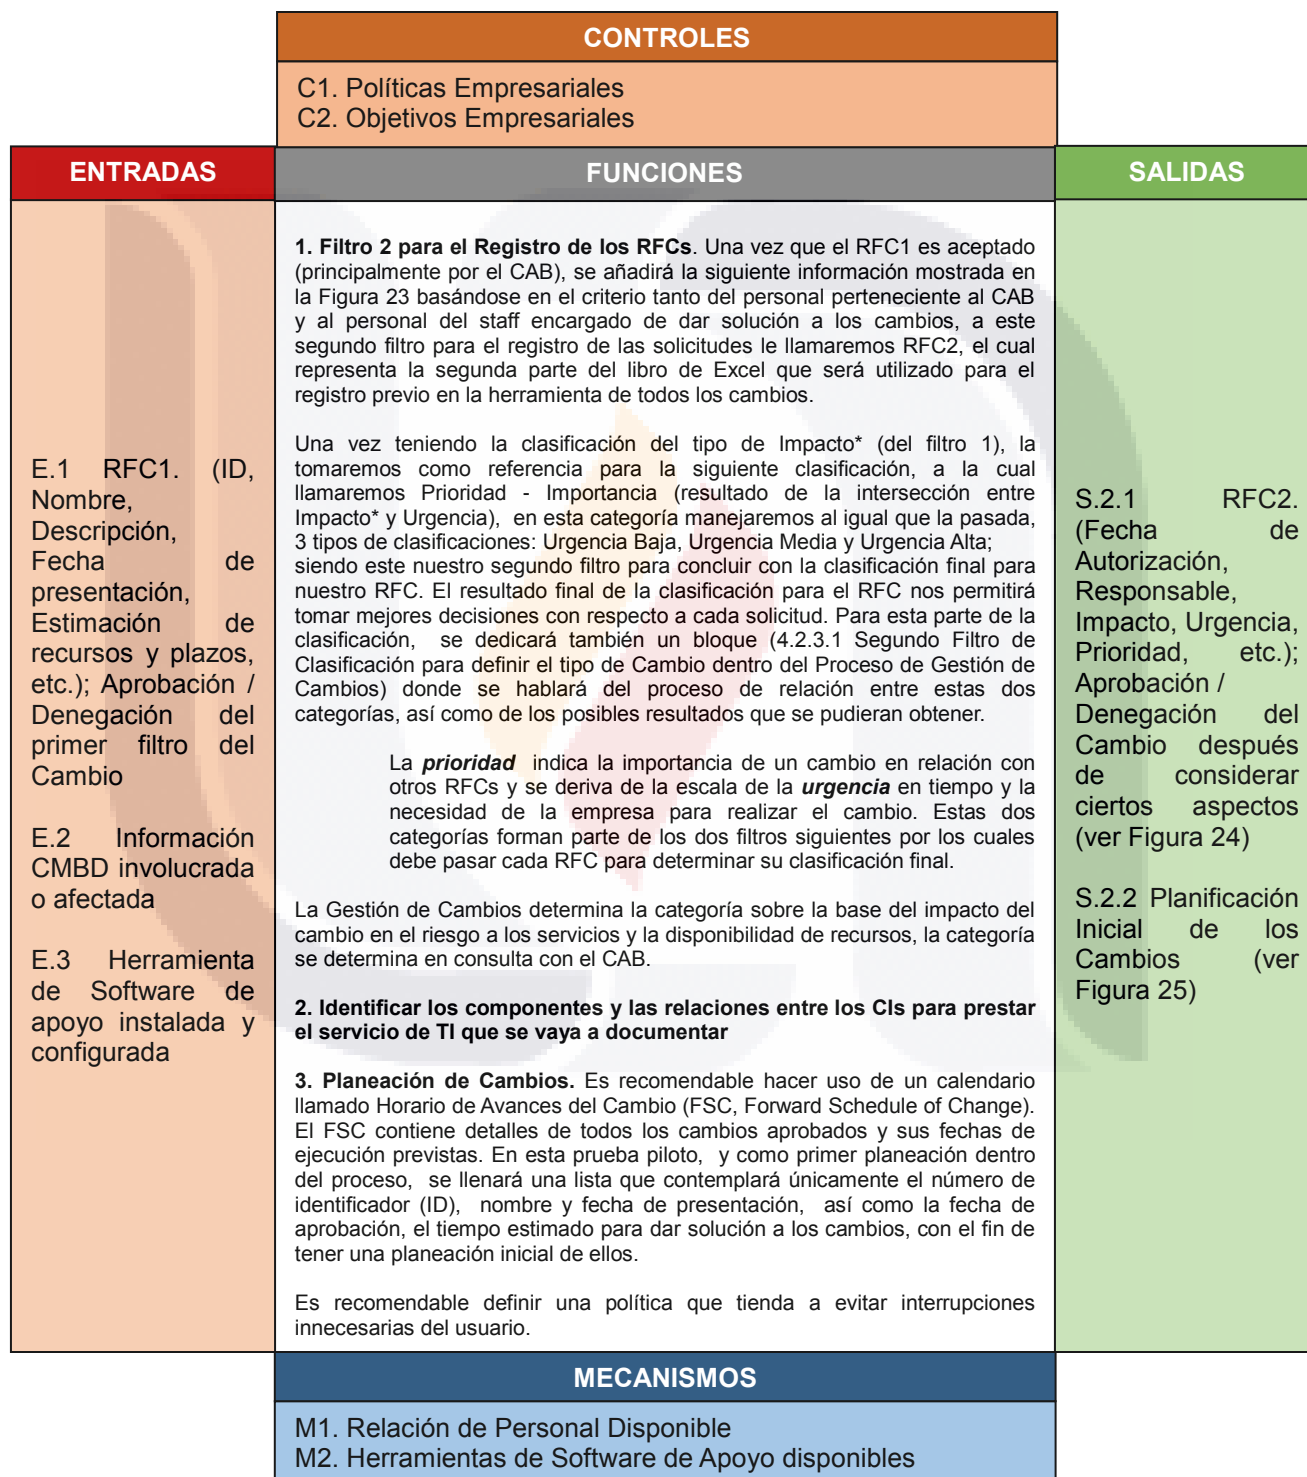 CONTROLES
C1. Políticas Empresariales
C2. Objetivos Empresariales
ENTRADAS
E.1 RFC1. (ID,
Nombre,
Descripción,
Fecha de
presentación,
Estimación de
recursos y plazos,
etc.); Aprobación /
Denegación del
primer filtro del
Cambio
E.2 Información
CMBD involucrada
o afectada
E.3 Herramienta
de Software de
apoyo instalada y
configurada
FUNCIONES
1. Filtro 2 para el Registro de los RFCs. Una vez que el RFC1 es aceptado
(principalmente por el CAB), se añadirá la siguiente información mostrada en
la Figura 23 basándose en el criterio tanto del personal perteneciente al CAB
y al personal del staff encargado de dar solución a los cambios, a este
segundo filtro para el registro de las solicitudes le llamaremos RFC2, el cual
representa la segunda parte del libro de Excel que será utilizado para el
registro previo en la herramienta de todos los cambios.
Una vez teniendo la clasificación del tipo de Impacto* (del filtro 1), la
tomaremos como referencia para la siguiente clasificación, a la cual
llamaremos Prioridad - Importancia (resultado de la intersección entre
Impacto* y Urgencia), en esta categoría manejaremos al igual que la pasada,
3 tipos de clasificaciones: Urgencia Baja, Urgencia Media y Urgencia Alta;
siendo este nuestro segundo filtro para concluir con la clasificación final para
nuestro RFC. El resultado final de la clasificación para el RFC nos permitirá
tomar mejores decisiones con respecto a cada solicitud. Para esta parte de la
clasificación, se dedicará también un bloque (4.2.3.1 Segundo Filtro de
Clasificación para definir el tipo de Cambio dentro del Proceso de Gestión de
Cambios) donde se hablará del proceso de relación entre estas dos
categorías, así como de los posibles resultados que se pudieran obtener.
La prioridad indica la importancia de un cambio en relación con
otros RFCs y se deriva de la escala de la urgencia en tiempo y la
necesidad de la empresa para realizar el cambio. Estas dos
categorías forman parte de los dos filtros siguientes por los cuales
debe pasar cada RFC para determinar su clasificación final.
La Gestión de Cambios determina la categoría sobre la base del impacto del
cambio en el riesgo a los servicios y la disponibilidad de recursos, la categoría
se determina en consulta con el CAB.
2. Identificar los componentes y las relaciones entre los CIs para prestar
el servicio de TI que se vaya a documentar
3. Planeación de Cambios. Es recomendable hacer uso de un calendario
llamado Horario de Avances del Cambio (FSC, Forward Schedule of Change).
El FSC contiene detalles de todos los cambios aprobados y sus fechas de
ejecución previstas. En esta prueba piloto, y como primer planeación dentro
del proceso, se llenará una lista que contemplará únicamente el número de
identificador (ID), nombre y fecha de presentación, así como la fecha de
aprobación, el tiempo estimado para dar solución a los cambios, con el fin de
tener una planeación inicial de ellos.
Es recomendable definir una política que tienda a evitar interrupciones
innecesarias del usuario.
SALIDAS
S.2.1 RFC2.
(Fecha de
Autorización,
Responsable,
Impacto, Urgencia,
Prioridad, etc.);
Aprobación /
Denegación del
Cambio después
de considerar
ciertos aspectos
(ver Figura 24)
S.2.2 Planificación
Inicial de los
Cambios (ver
Figura 25)
MECANISMOS
M1. Relación de Personal Disponible
M2. Herramientas de Software de Apoyo disponibles